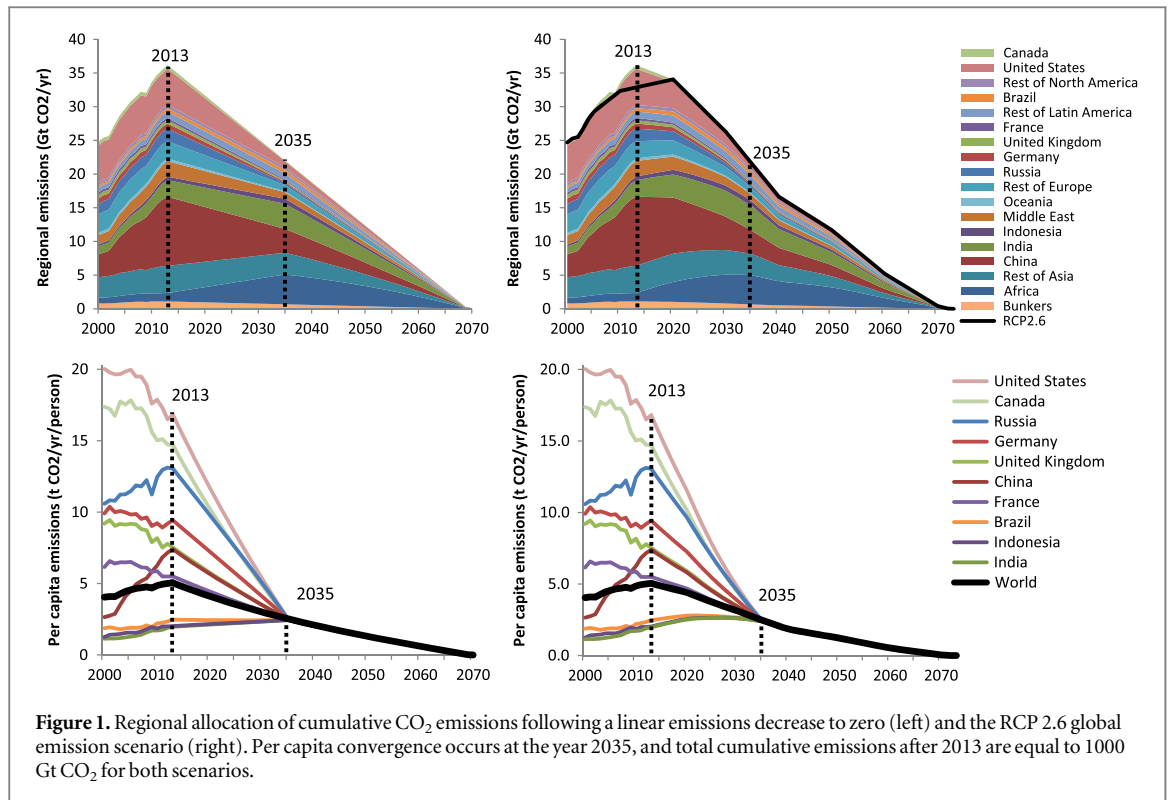 Regional emissions (Gt CO2/yr)
40
35
30
25
20
15
10
5
0
2013
2035
2000 2010 2020 2030 2040 2050 2060 2070
Regional emissions (Gt CO2/yr)
40
35
30
25
20
15
10
5
0
2013
2035
2000 2010 2020 2030 2040 2050 2060 2070
Canada
United States
Rest of North America
Brazil
Rest of Latin America
France
United Kingdom
Germany
Russia
Rest of Europe
Oceania
Middle East
Indonesia
India
China
Rest of Asia
Africa
Bunkers
RCP2.6
Per capita emissions (t CO2/yr/person)
20
15
10
5
0
2013
2035
2000 2010 2020 2030 2040 2050 2060 2070
Per capita emissions (t CO2/yr/person)
20.0
15.0
10.0
5.0
0.0
2013
2035
2000 2010 2020 2030 2040 2050 2060 2070
United States
Canada
Russia
Germany
United Kingdom
China
France
Brazil
Indonesia
India
World
Figure 1. Regional allocation of cumulative CO2 emissions following a linear emissions decrease to zero (left) and the RCP 2.6 global
emission scenario (right). Per capita convergence occurs at the year 2035, and total cumulative emissions after 2013 are equal to 1000
Gt CO2 for both scenarios.